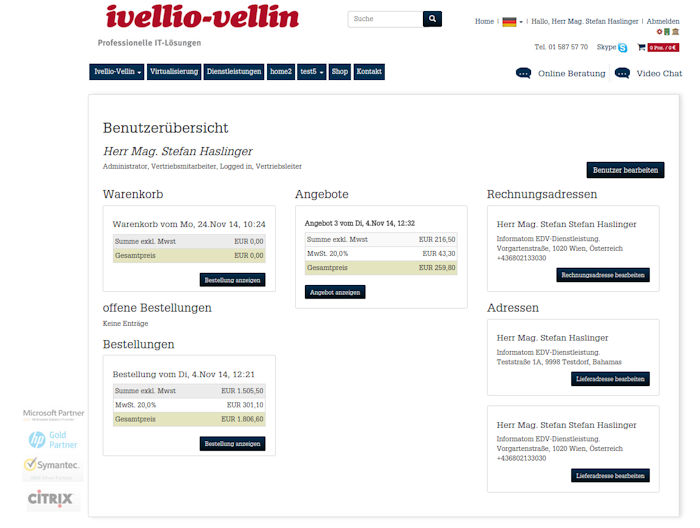 ivellio-vellin
Professionelle IT-Lösungen
Suche
Home | | Hallo, Herr Mag. Stefan Haslinger | Abmelden
Tel. 01 587 57 70 Skype
0 Pos. / 0 €
Ivellio-Vellin
Virtualisierung
Dienstleistungen
home2
test5
Shop
Kontakt
Online Beratung
Video Chat
Benutzerübersicht
Herr Mag. Stefan Haslinger
Administrator, Vertriebsmitarbeiter, Logged in, Vertriebsleiter
Benutzer bearbeiten
Warenkorb
Warenkorb vom Mo, 24.Nov 14, 10:24
Summe exkl. Mwst EUR 0,00
Gesamtpreis EUR 0,00
Bestellung anzeigen
offene Bestellungen
Keine Enträge
Bestellungen
Bestellung vom Di, 4.Nov 14, 12:21
Summe exkl. Mwst EUR 1.505,50
MwSt. 20,0% EUR 301,10
Gesamtpreis EUR 1.806,60
Bestellung anzeigen
Angebote
Angebot 3 vom Di, 4.Nov 14, 12:32
Summe exkl. Mwst EUR 216,50
MwSt. 20,0% EUR 43,30
Gesamtpreis EUR 259,80
Angebot anzeigen
Rechnungsadressen
Herr Mag. Stefan Stefan Haslinger
Informatom EDV-Dienstleistung.
Vorgartenstraße, 1020 Wien, Österreich
+436802133030
Rechnungsadresse bearbeiten
Adressen
Herr Mag. Stefan Haslinger
Informatom EDV-Dienstleistung.
Teststraße 1A, 9998 Testdorf, Bahamas
Lieferadresse bearbeiten
Herr Mag. Stefan Stefan Haslinger
Informatom EDV-Dienstleistung.
Vorgartenstraße, 1020 Wien, Österreich
+436802133030
Lieferadresse bearbeiten
Microsoft Partner
hp Gold
Partner
Symantec.
CITRIX